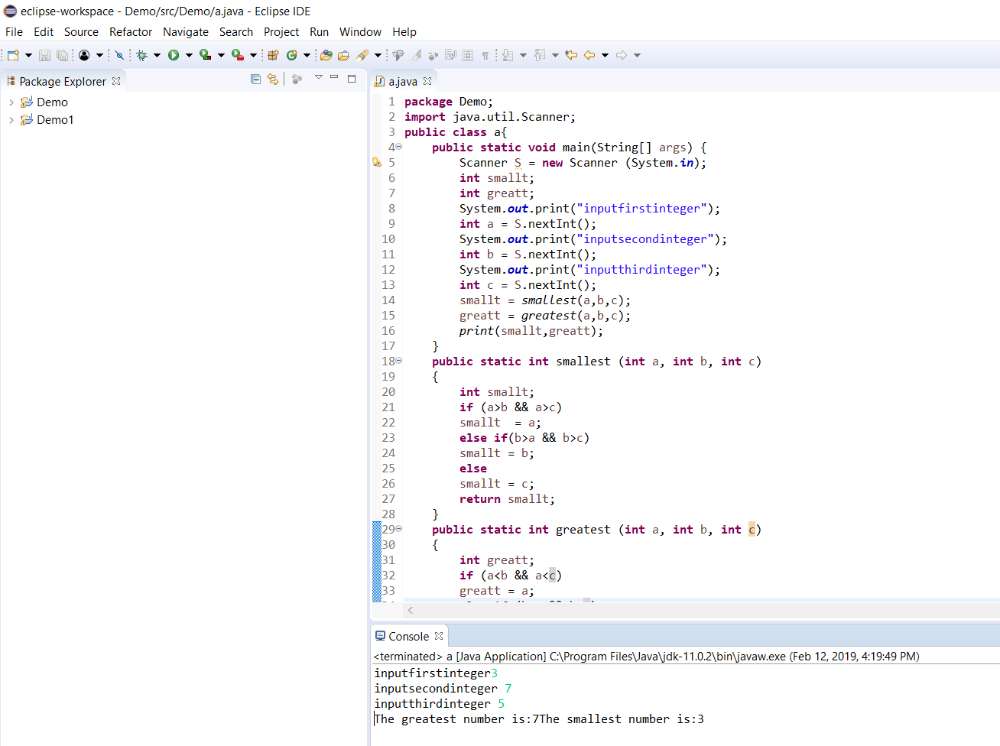 eclipse-workspace - Demo/src/Demo/a.java - Eclipse IDE
File Edit Source Refactor Navigate Search Project Run Window Help
Package Explorer
Demo
Demo1
a.java
1 package Demo;
2 import java.util.Scanner;
3 public class a{
4 public static void main(String[] args) {
5 Scanner S = new Scanner (System.in);
6 int smallt;
7 int greatt;
8 System.out.print("inputfirstinteger");
9 int a = S.nextInt();
10 System.out.print("inputsecondinteger");
11 int b = S.nextInt();
12 System.out.print("inputthirdinteger");
13 int c = S.nextInt();
14 smallt = smallest(a,b,c);
15 greatt = greatest(a,b,c);
16 print(smallt,greatt);
17 }
18 public static int smallest (int a, int b, int c)
19 {
20 int smallt;
21 if (a>b && a>c)
22 smallt  = a;
23 else if(b>a && b>c)
24 smallt = b;
25 else
26 smallt = c;
27 return smallt;
28 }
29 public static int greatest (int a, int b, int c)
30 {
31 int greatt;
32 if (a<b && a<c)
33 greatt = a;
Console
<terminated> a [Java Application] C:\Program Files\Java\jdk-11.0.2\bin\javaw.exe (Feb 12, 2019, 4:19:49 PM)
inputfirstinteger3
inputsecondinteger 7
inputthirdinteger 5
The greatest number is:7The smallest number is:3